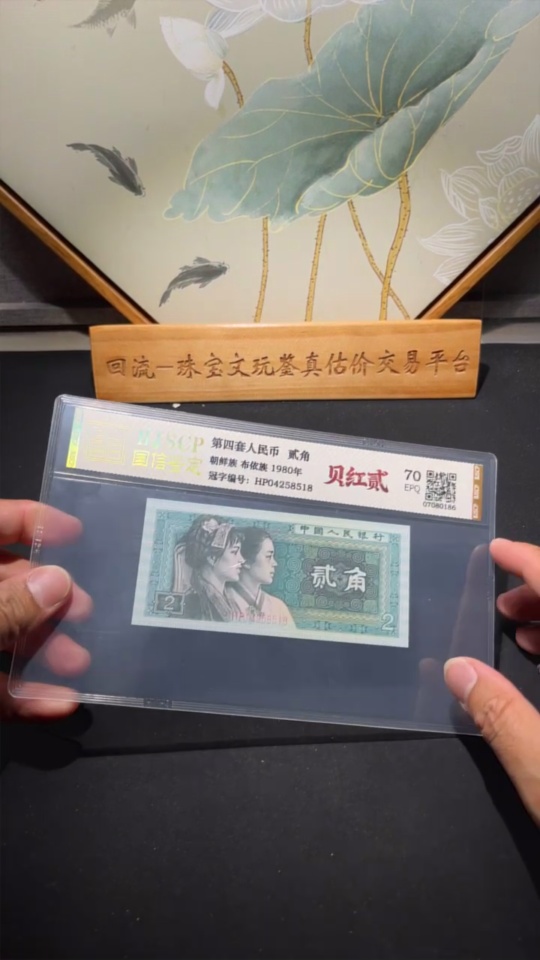 回流一珠宝文玩鉴真估价交易平台
第四套人民币 贰角
朝鲜族 布依族 1980年
冠字编号：HP04258518
贝红贰
70
EPQ
07080186
中國人民银行
贰角
2
2